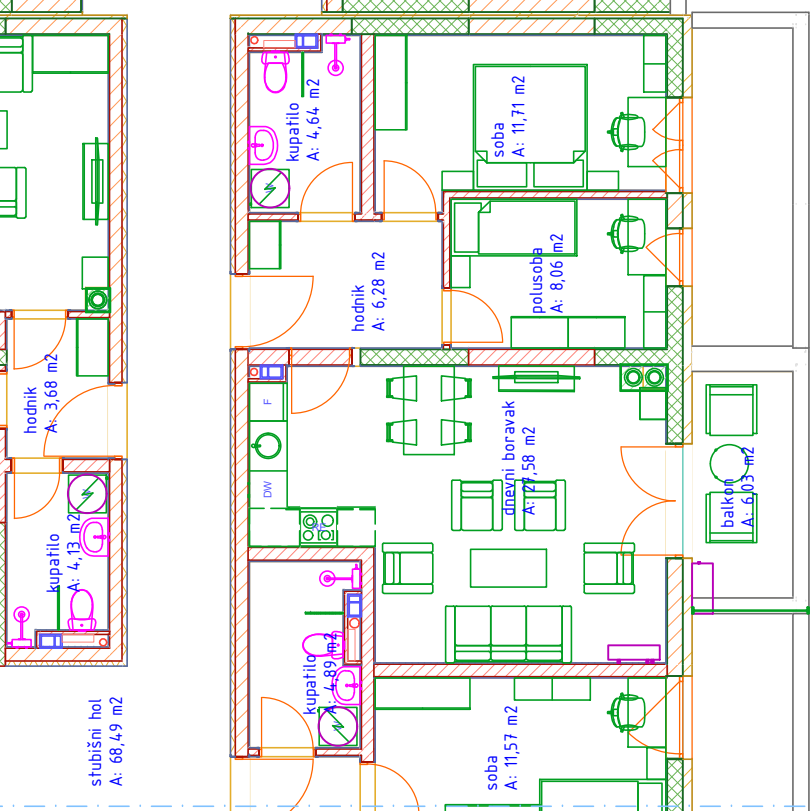 kupatilo
A: 4,64 m2
soba
A: 11,71 m2
polusoba
A: 8,06 m2
hodnik
A: 6,28 m2
hodnik
A: 3,68 m2
F
DW
dnevni boravak
A: 27,58 m2
balkon
A: 6,03 m2
kupatilo
A: 4,13 m2
kupatilo
A: 4,89 m2
stubišni hol
A: 68,49 m2
soba
A: 11,57 m2